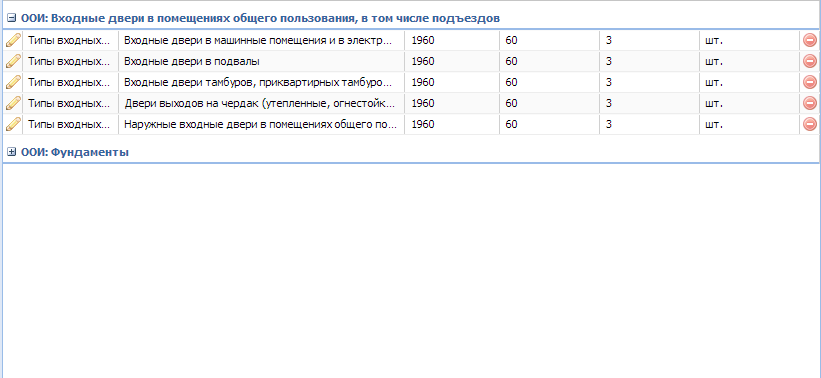 ООИ: Входные двери в помещениях общего пользования, в том числе подъездов
Типы входных... Входные двери в машинные помещения и в электр... 1960 60 3 шт.
Типы входных... Входные двери в подвалы 1960 60 3 шт.
Типы входных... Входные двери тамбуров, приквартирных тамбуро... 1960 60 3 шт.
Типы входных... Двери выходов на чердак (утепленные, огнестойк... 1960 60 3 шт.
Типы входных... Наружные входные двери в помещениях общего по... 1960 60 3 шт.
ООИ: Фундаменты